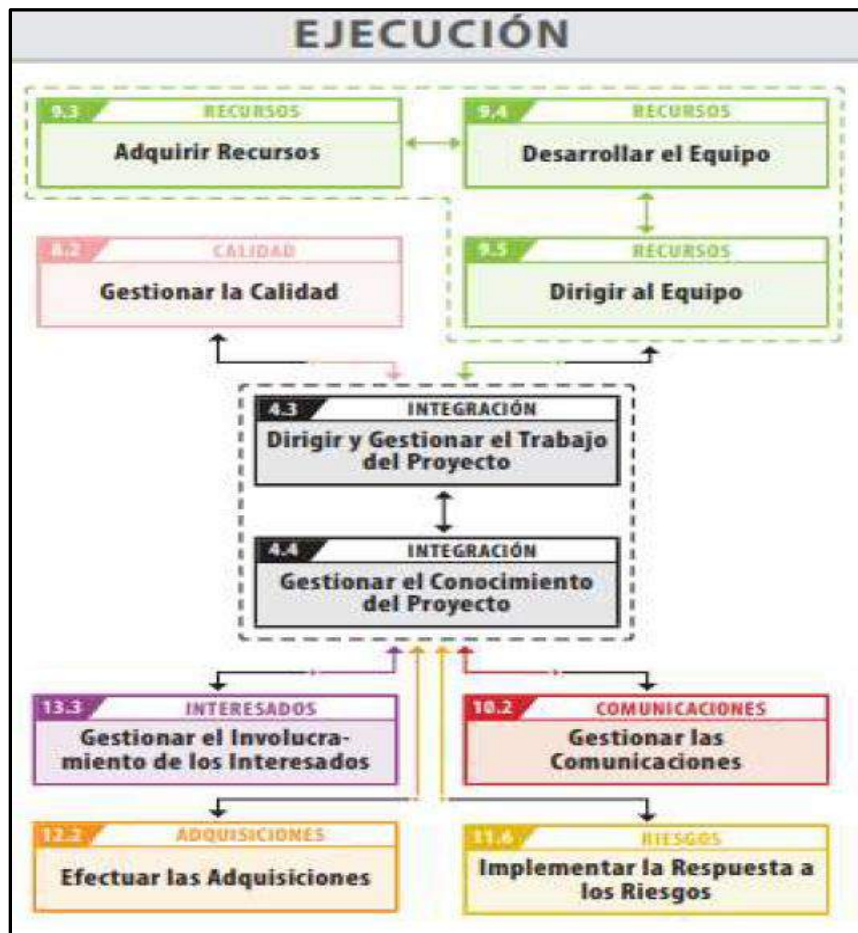 EJECUCIÓN
9.3 RECURSOS
Adquirir Recursos
9.4 RECURSOS
Desarrollar el Equipo
8.2 CALIDAD
Gestionar la Calidad
9.5 RECURSOS
Dirigir al Equipo
4.3 INTEGRACIÓN
Dirigir y Gestionar el Trabajo
del Proyecto
4.4 INTEGRACIÓN
Gestionar el Conocimiento
del Proyecto
13.3 INTERESADOS
Gestionar el Involucra-
miento de los Interesados
10.2 COMUNICACIONES
Gestionar las
Comunicaciones
12.2 ADQUISICIONES
Efectuar las Adquisiciones
11.6 RIESGOS
Implementar la Respuesta a
los Riesgos